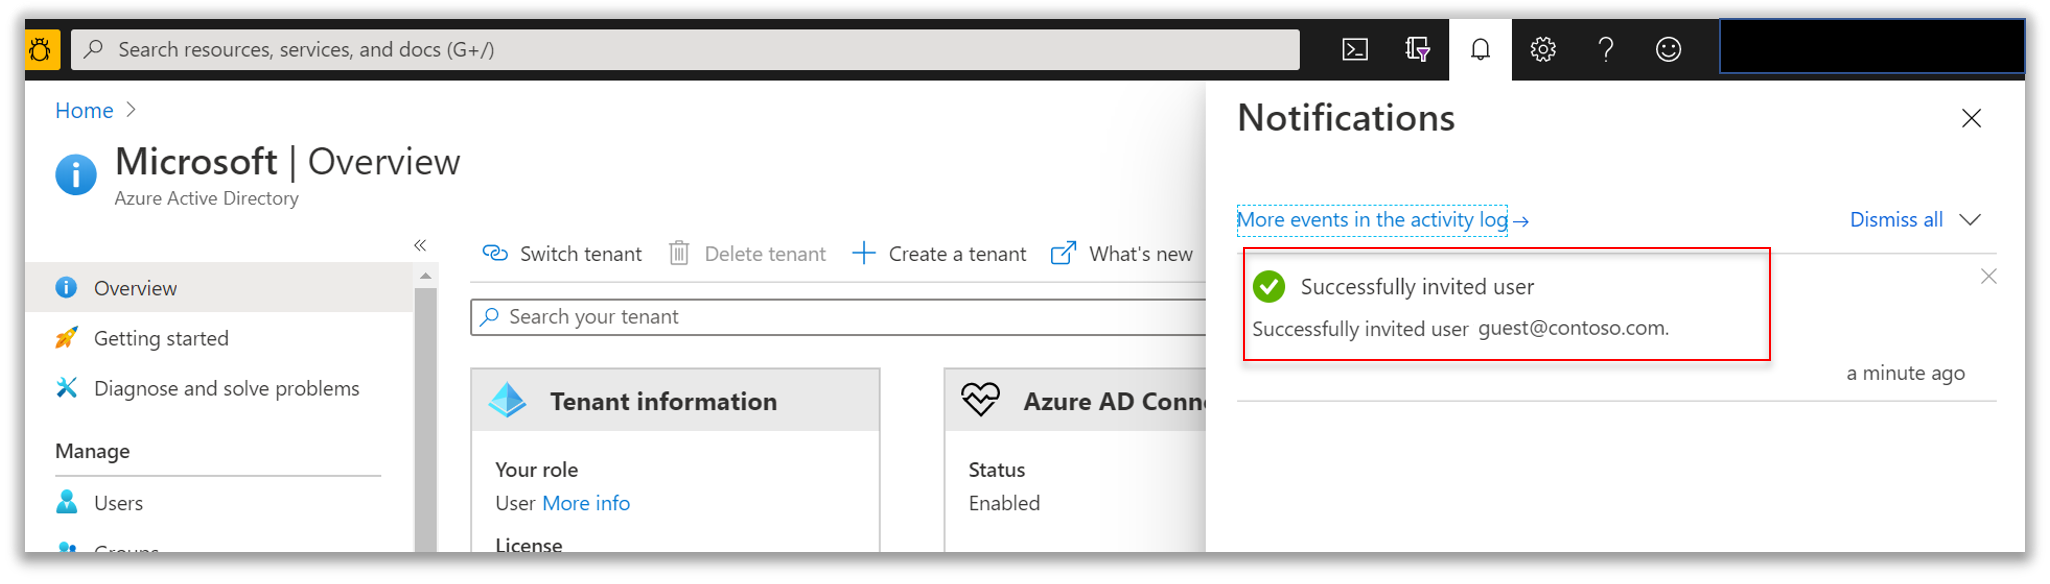 Search resources, services, and docs (G+/)
Home
Microsoft | Overview
Azure Active Directory
Overview
Getting started
Diagnose and solve problems
Manage
Users
Groups
Switch tenant
Delete tenant
Create a tenant
What's new
Search your tenant
Tenant information
Your role
User More info
License
Azure AD Conn
Status
Enabled
Notifications
More events in the activity log →
Dismiss all
Successfully invited user
Successfully invited user guest@contoso.com.
a minute ago